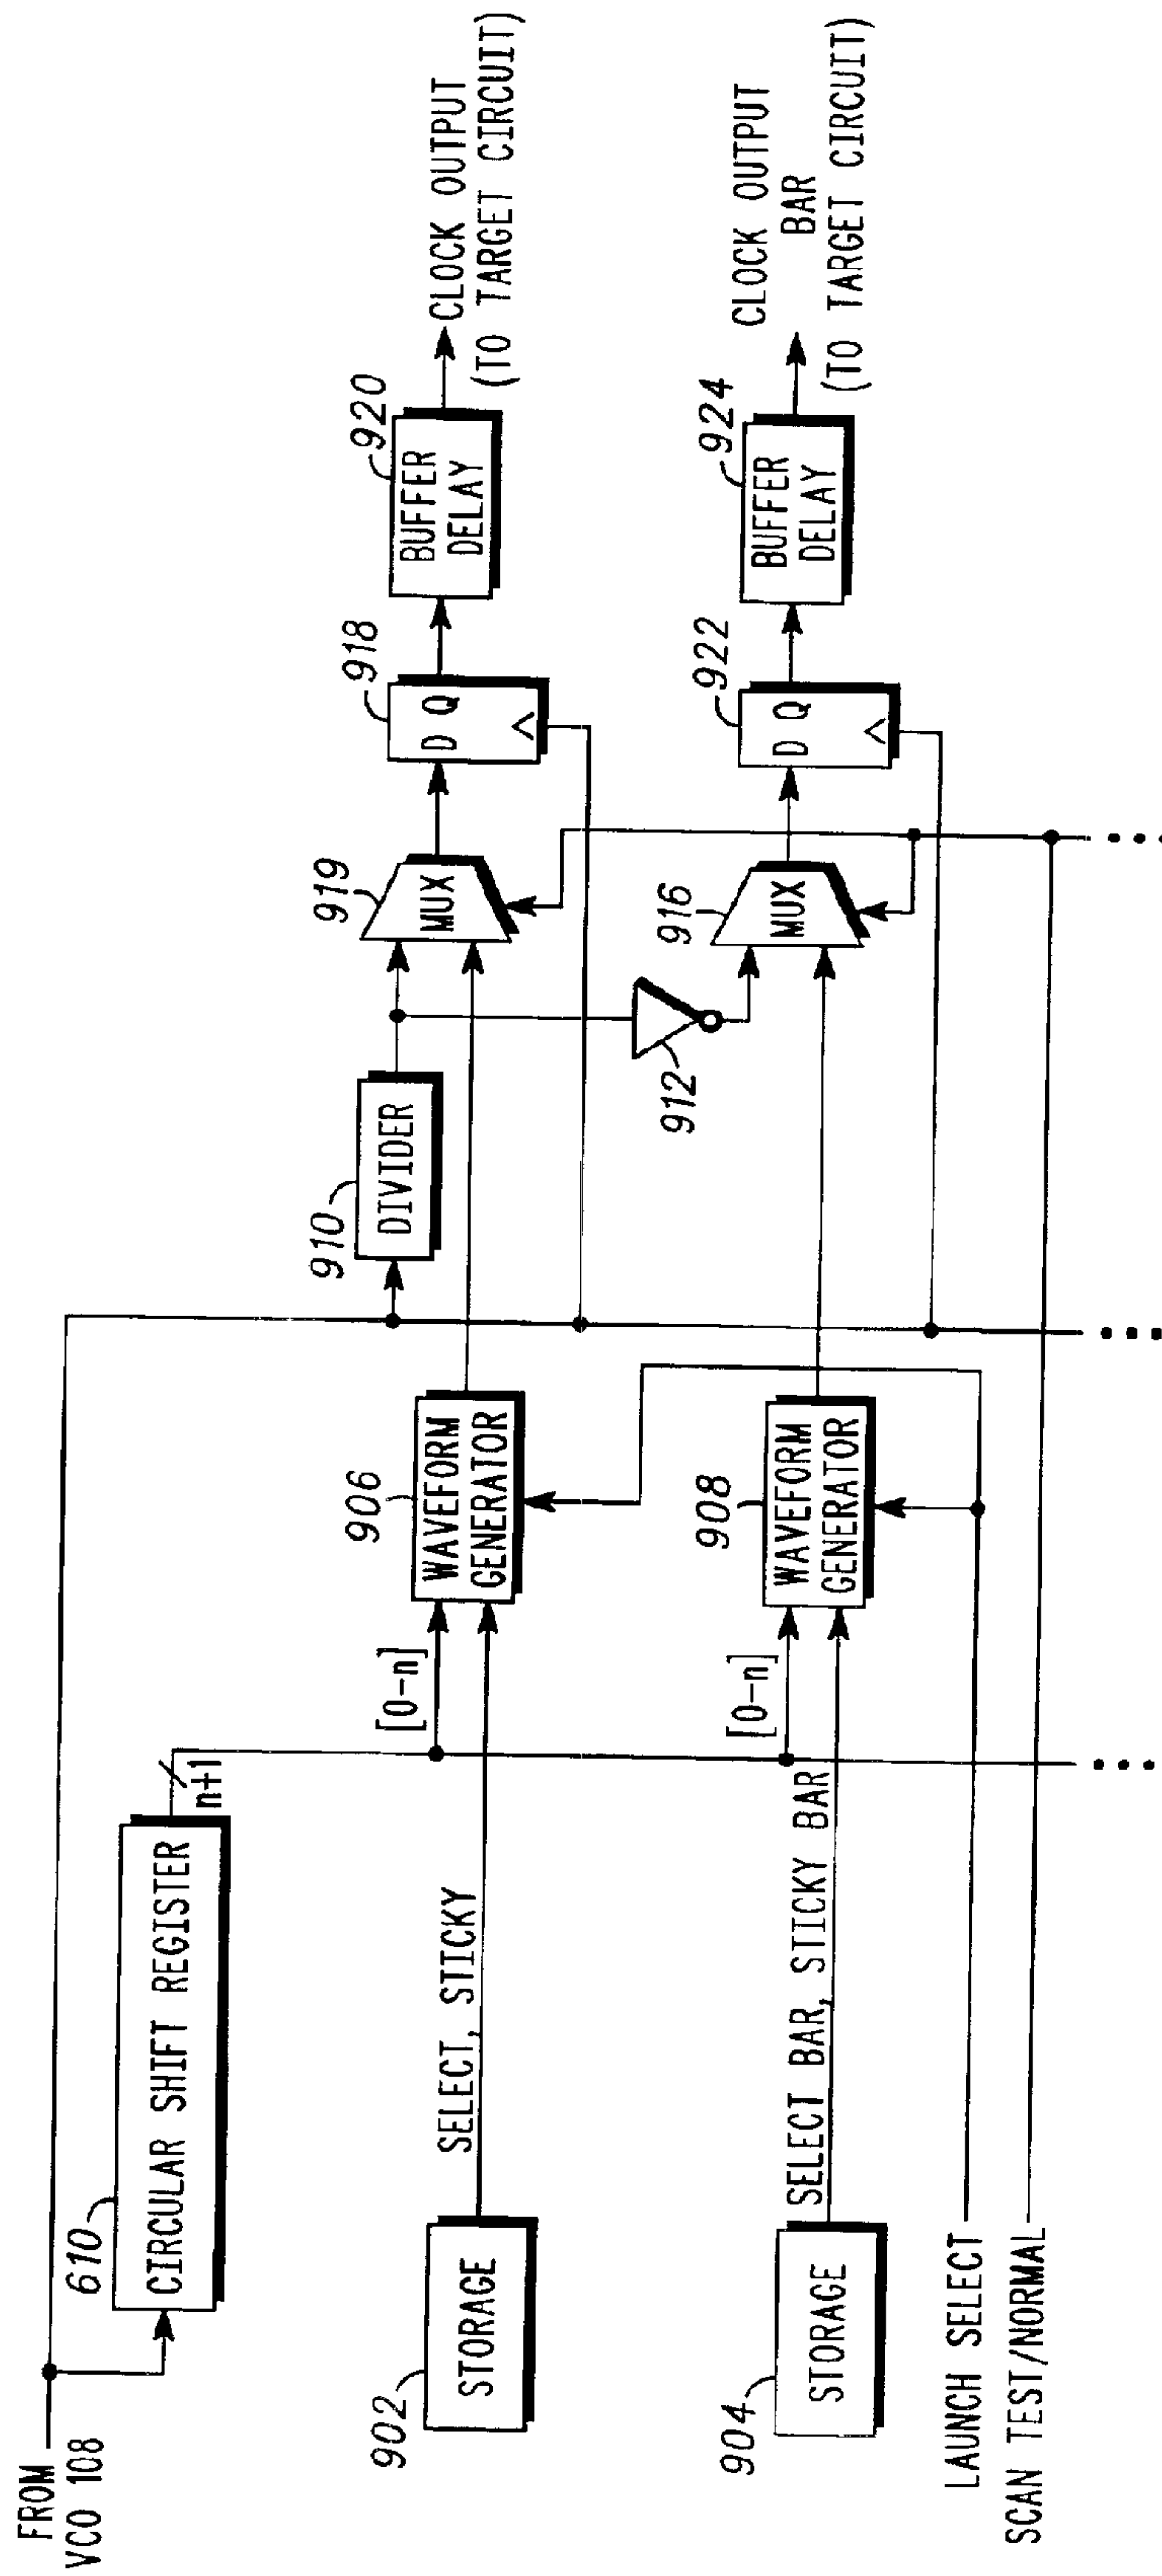 FROM
VCO 108
610
CIRCULAR SHIFT REGISTER
n+1
902
STORAGE
SELECT, STICKY
[0-n]
906
WAVEFORM
GENERATOR
910
DIVIDER
919
MUX
918
D Q
920
BUFFER
DELAY
CLOCK OUTPUT
(TO TARGET CIRCUIT)
904
STORAGE
SELECT BAR, STICKY BAR
[0-n]
908
WAVEFORM
GENERATOR
912
916
MUX
922
D Q
924
BUFFER
DELAY
CLOCK OUTPUT
BAR
(TO TARGET CIRCUIT)
LAUNCH SELECT
SCAN TEST/NORMAL